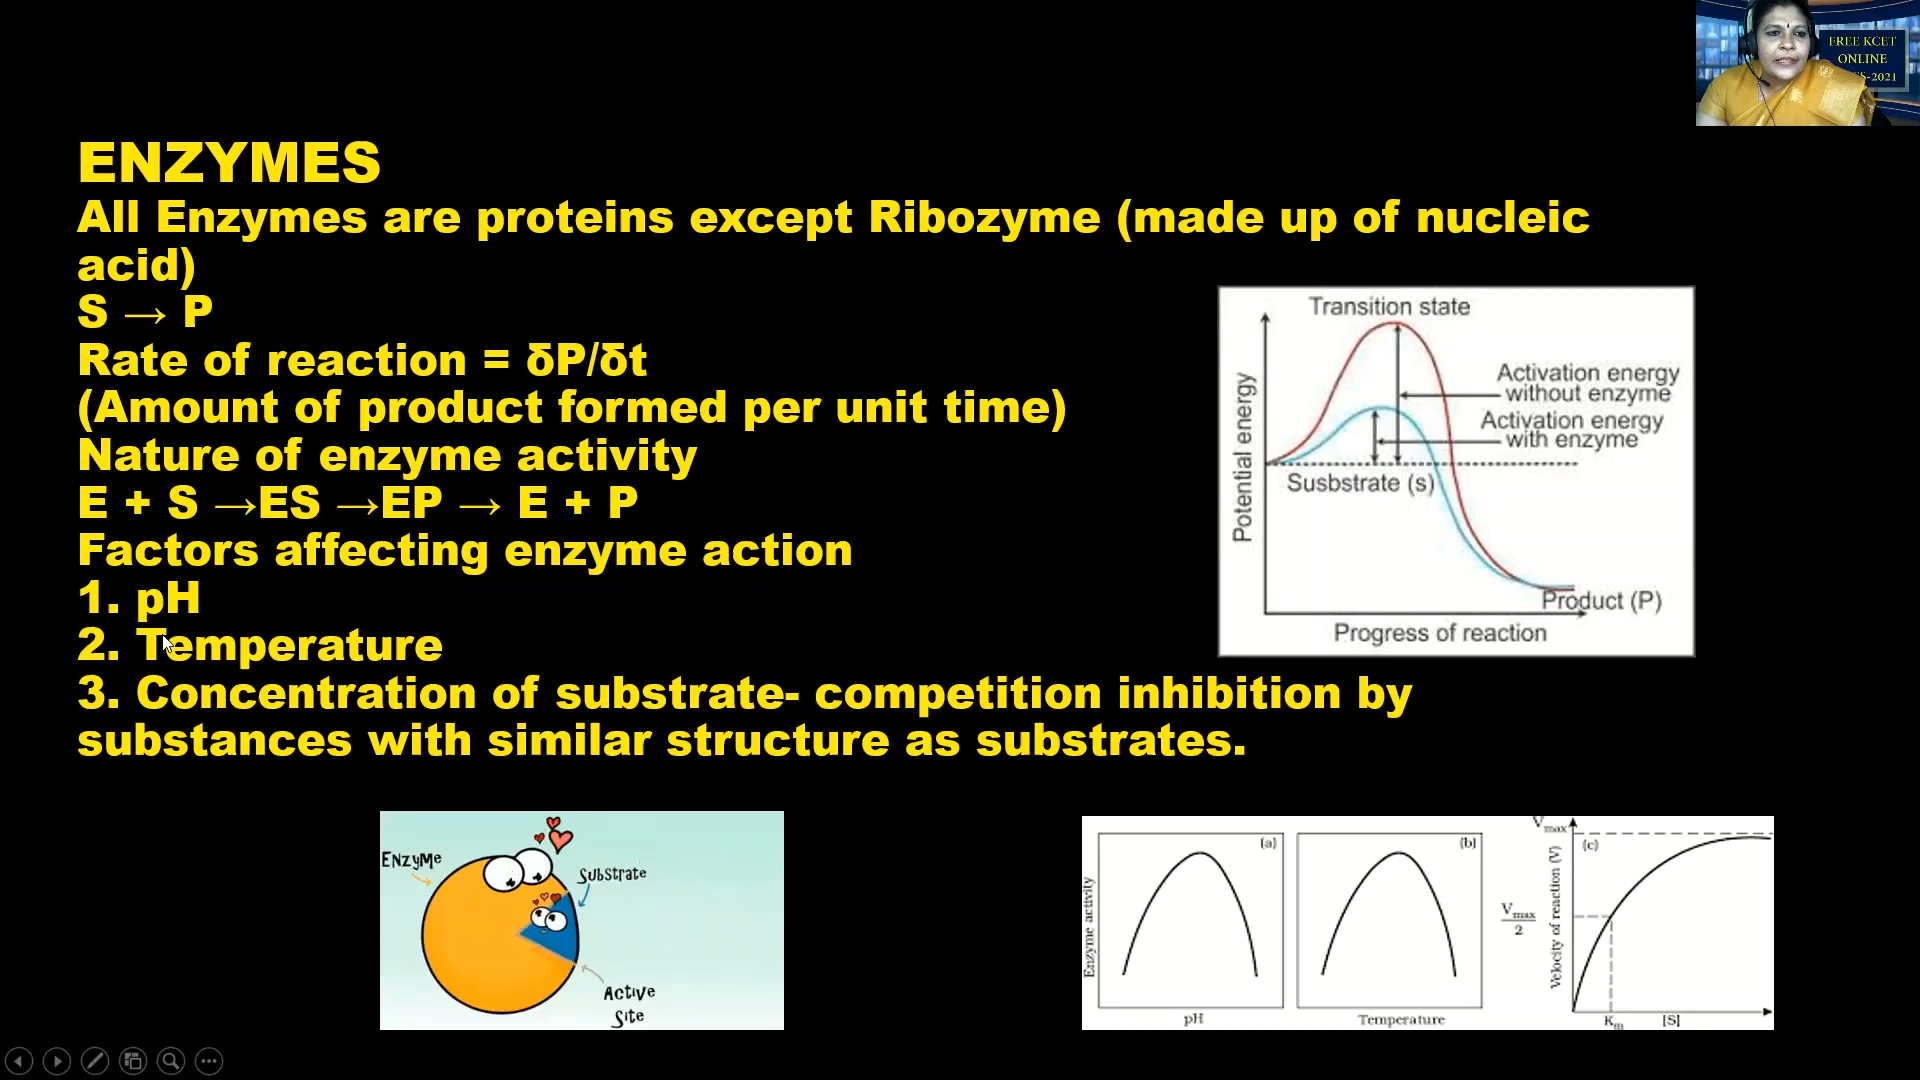 FREE KCET
ONLINE
S-2021
ENZYMES
All Enzymes are proteins except Ribozyme (made up of nucleic
acid)
S → P
Rate of reaction = δP/δt
(Amount of product formed per unit time)
Nature of enzyme activity
E + S →ES →EP → E + P
Factors affecting enzyme action
1. pH
2. Temperature
3. Concentration of substrate- competition inhibition by
substances with similar structure as substrates.
Transition state
Activation energy
without enzyme
Activation energy
with enzyme
Potential energy
Susbstrate (s)
Product (P)
Progress of reaction
Enzyme
Substrate
Active
Site
(a)
Enzyme activity
pH
(b)
Temperature
Vmax
(c)
Vmax
2
Velocity of reaction (V)
Km
[S]